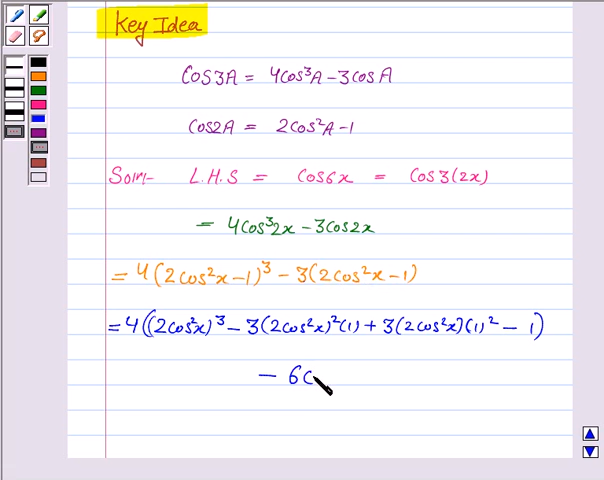 Key Idea
Cos3A = 4cos³A - 3cosA
Cos2A = 2cos²A - 1
Soln:- L.H.S = Cos6x = Cos3(2x)
= 4cos³2x - 3cos2x
= 4(2cos²x-1)³ - 3(2cos²x-1)
= 4((2cos²x)³ - 3(2cos²x)²(1) + 3(2cos²x)(1)² - 1)
- 6c